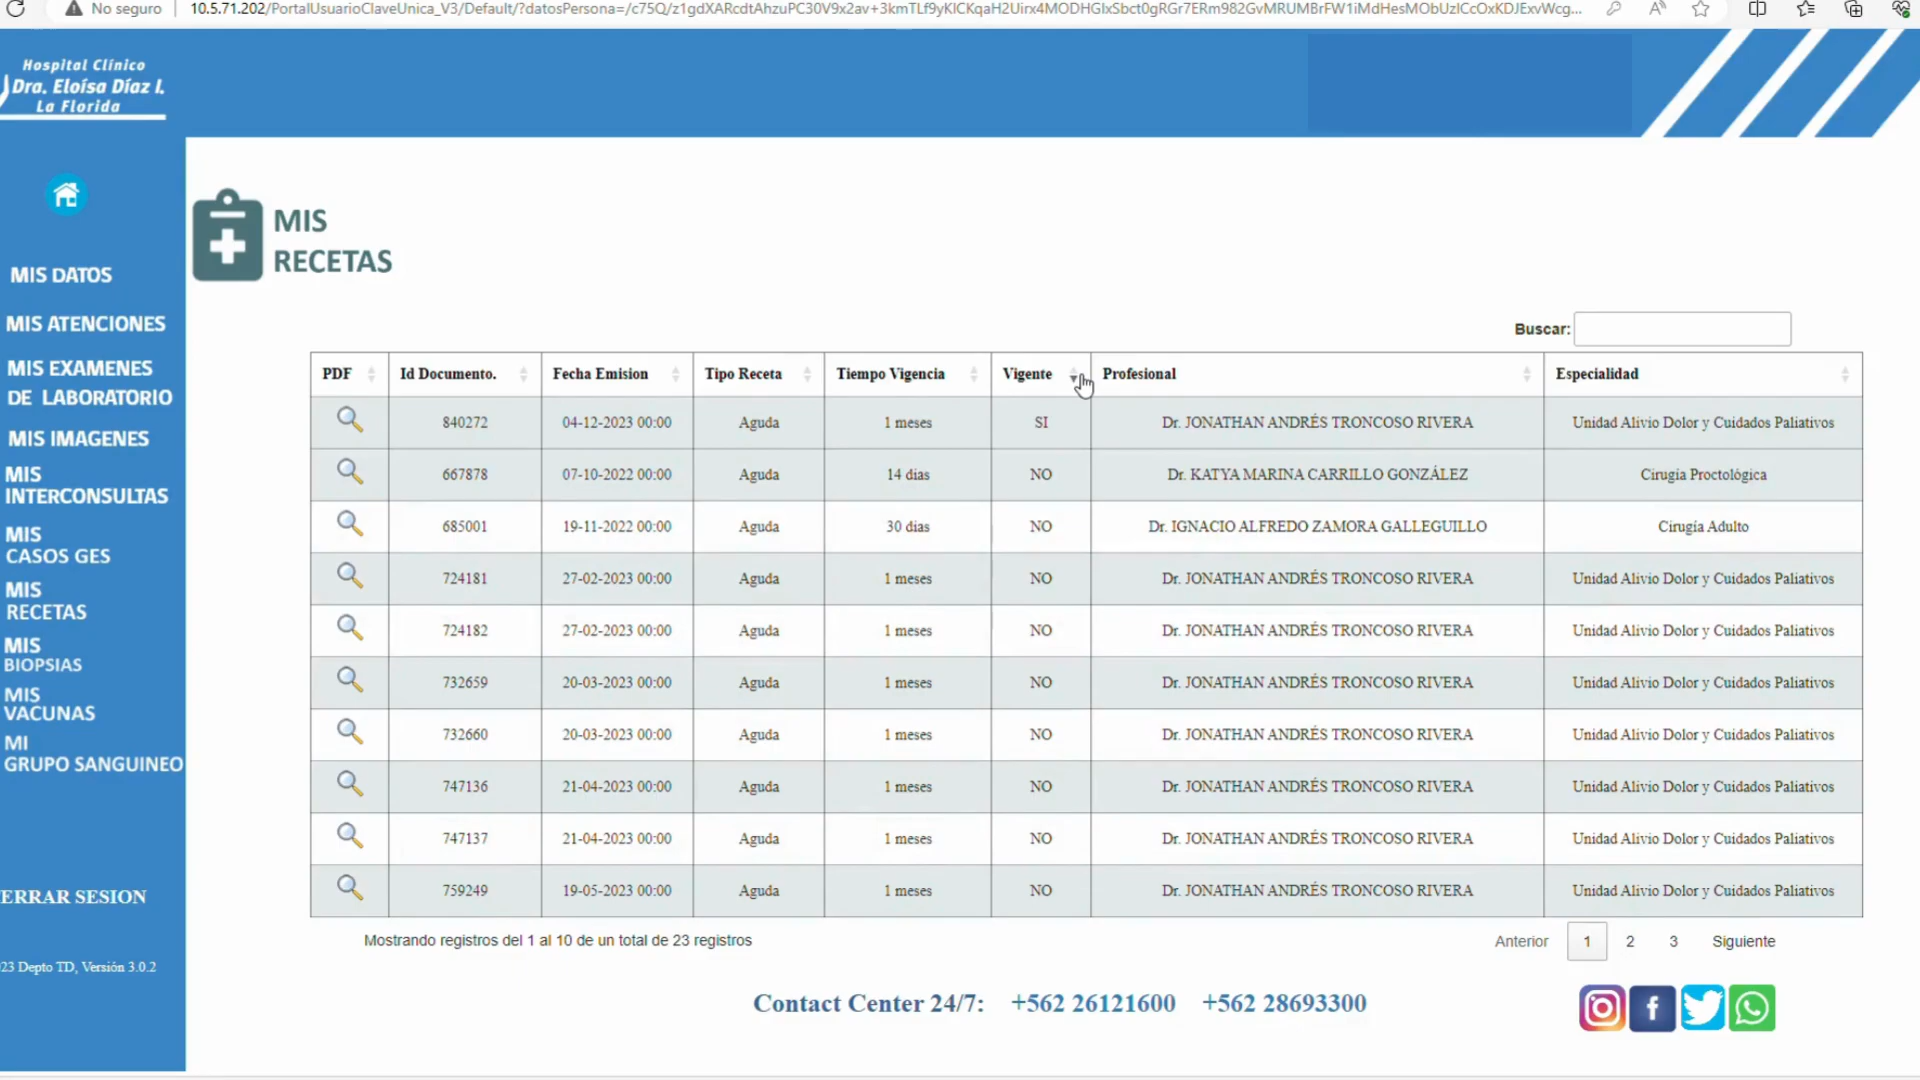 No seguro
10.5.71.202/PortalUsuarioClaveUnica_V3/Default/?datosPersona=/c75Q/z1gdXARcdtAhzuPC30V9x2av+3kmTLf9yKlCKqaH2Uirx4MODHGIxSbct0gRGr7ERm982GvMRUMBrFW1iMdHesMObUzlCcOxKDJExvWcg...
Hospital Clínico
Dra. Eloísa Díaz I.
La Florida
MIS DATOS
MIS ATENCIONES
MIS EXAMENES
DE LABORATORIO
MIS IMAGENES
MIS
INTERCONSULTAS
MIS
CASOS GES
MIS
RECETAS
MIS
BIOPSIAS
MIS
VACUNAS
MI
GRUPO SANGUINEO
ERRAR SESION
23 Depto TD, Versión 3.0.2
MIS
RECETAS
Buscar:
PDF Id Documento. Fecha Emision Tipo Receta Tiempo Vigencia Vigente Profesional Especialidad
840272 04-12-2023 00:00 Aguda 1 meses SI Dr. JONATHAN ANDRÉS TRONCOSO RIVERA Unidad Alivio Dolor y Cuidados Paliativos
667878 07-10-2022 00:00 Aguda 14 dias NO Dr. KATYA MARINA CARRILLO GONZÁLEZ Cirugía Proctológica
685001 19-11-2022 00:00 Aguda 30 dias NO Dr. IGNACIO ALFREDO ZAMORA GALLEGUILLO Cirugía Adulto
724181 27-02-2023 00:00 Aguda 1 meses NO Dr. JONATHAN ANDRÉS TRONCOSO RIVERA Unidad Alivio Dolor y Cuidados Paliativos
724182 27-02-2023 00:00 Aguda 1 meses NO Dr. JONATHAN ANDRÉS TRONCOSO RIVERA Unidad Alivio Dolor y Cuidados Paliativos
732659 20-03-2023 00:00 Aguda 1 meses NO Dr. JONATHAN ANDRÉS TRONCOSO RIVERA Unidad Alivio Dolor y Cuidados Paliativos
732660 20-03-2023 00:00 Aguda 1 meses NO Dr. JONATHAN ANDRÉS TRONCOSO RIVERA Unidad Alivio Dolor y Cuidados Paliativos
747136 21-04-2023 00:00 Aguda 1 meses NO Dr. JONATHAN ANDRÉS TRONCOSO RIVERA Unidad Alivio Dolor y Cuidados Paliativos
747137 21-04-2023 00:00 Aguda 1 meses NO Dr. JONATHAN ANDRÉS TRONCOSO RIVERA Unidad Alivio Dolor y Cuidados Paliativos
759249 19-05-2023 00:00 Aguda 1 meses NO Dr. JONATHAN ANDRÉS TRONCOSO RIVERA Unidad Alivio Dolor y Cuidados Paliativos
Mostrando registros del 1 al 10 de un total de 23 registros
Anterior 1 2 3 Siguiente
Contact Center 24/7: +562 26121600 +562 28693300